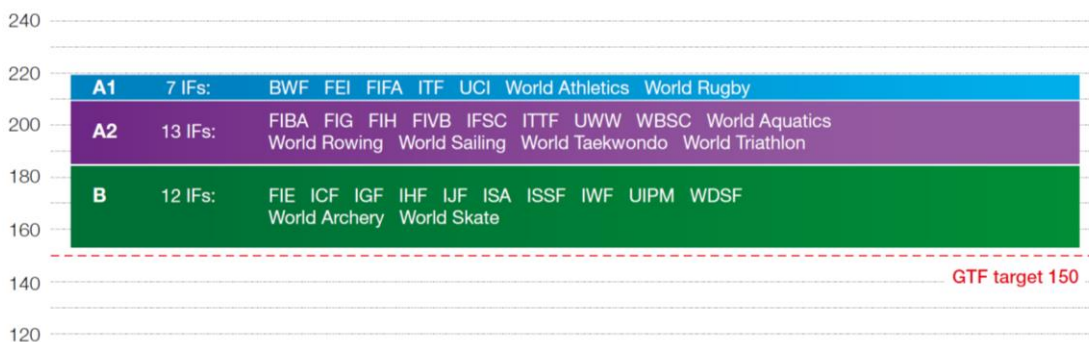 240
220
A1 7 IFs: BWF FEI FIFA ITF UCI World Athletics World Rugby
200
A2 13 IFs: FIBA FIG FIH FIVB IFSC ITTF UWW WBSC World Aquatics
World Rowing World Sailing World Taekwondo World Triathlon
180
B 12 IFs: FIE ICF IGF IHF IJF ISA ISSF IWF UIPM WDSF
World Archery World Skate
160
GTF target 150
140
120